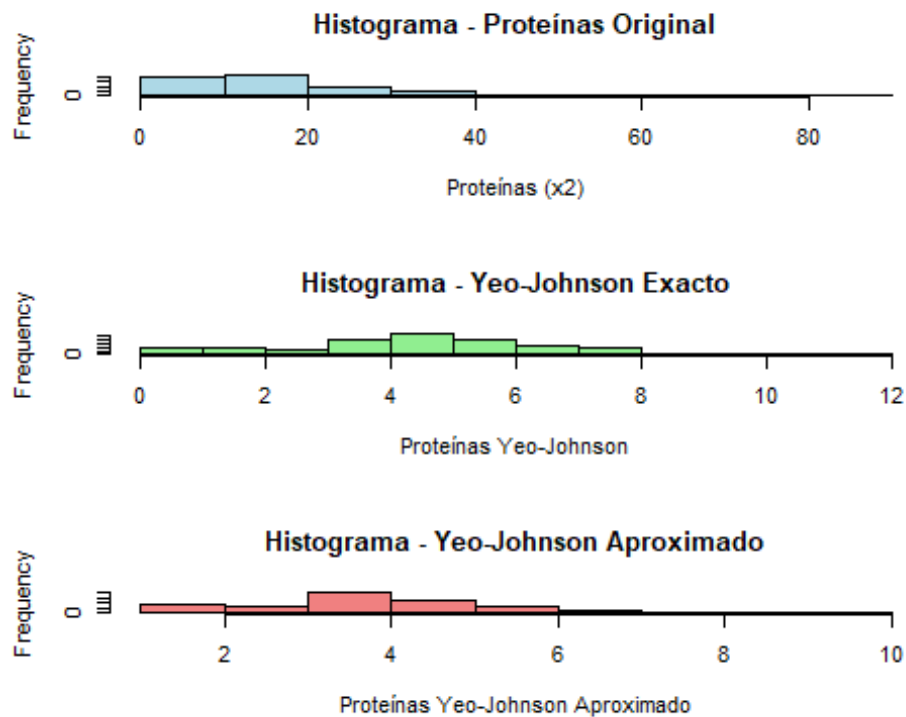 Histograma - Proteínas Original
Frequency
0
0 20 40 60 80
Proteínas (x2)
Histograma - Yeo-Johnson Exacto
Frequency
0
0 2 4 6 8 10 12
Proteínas Yeo-Johnson
Histograma - Yeo-Johnson Aproximado
Frequency
0
2 4 6 8 10
Proteínas Yeo-Johnson Aproximado